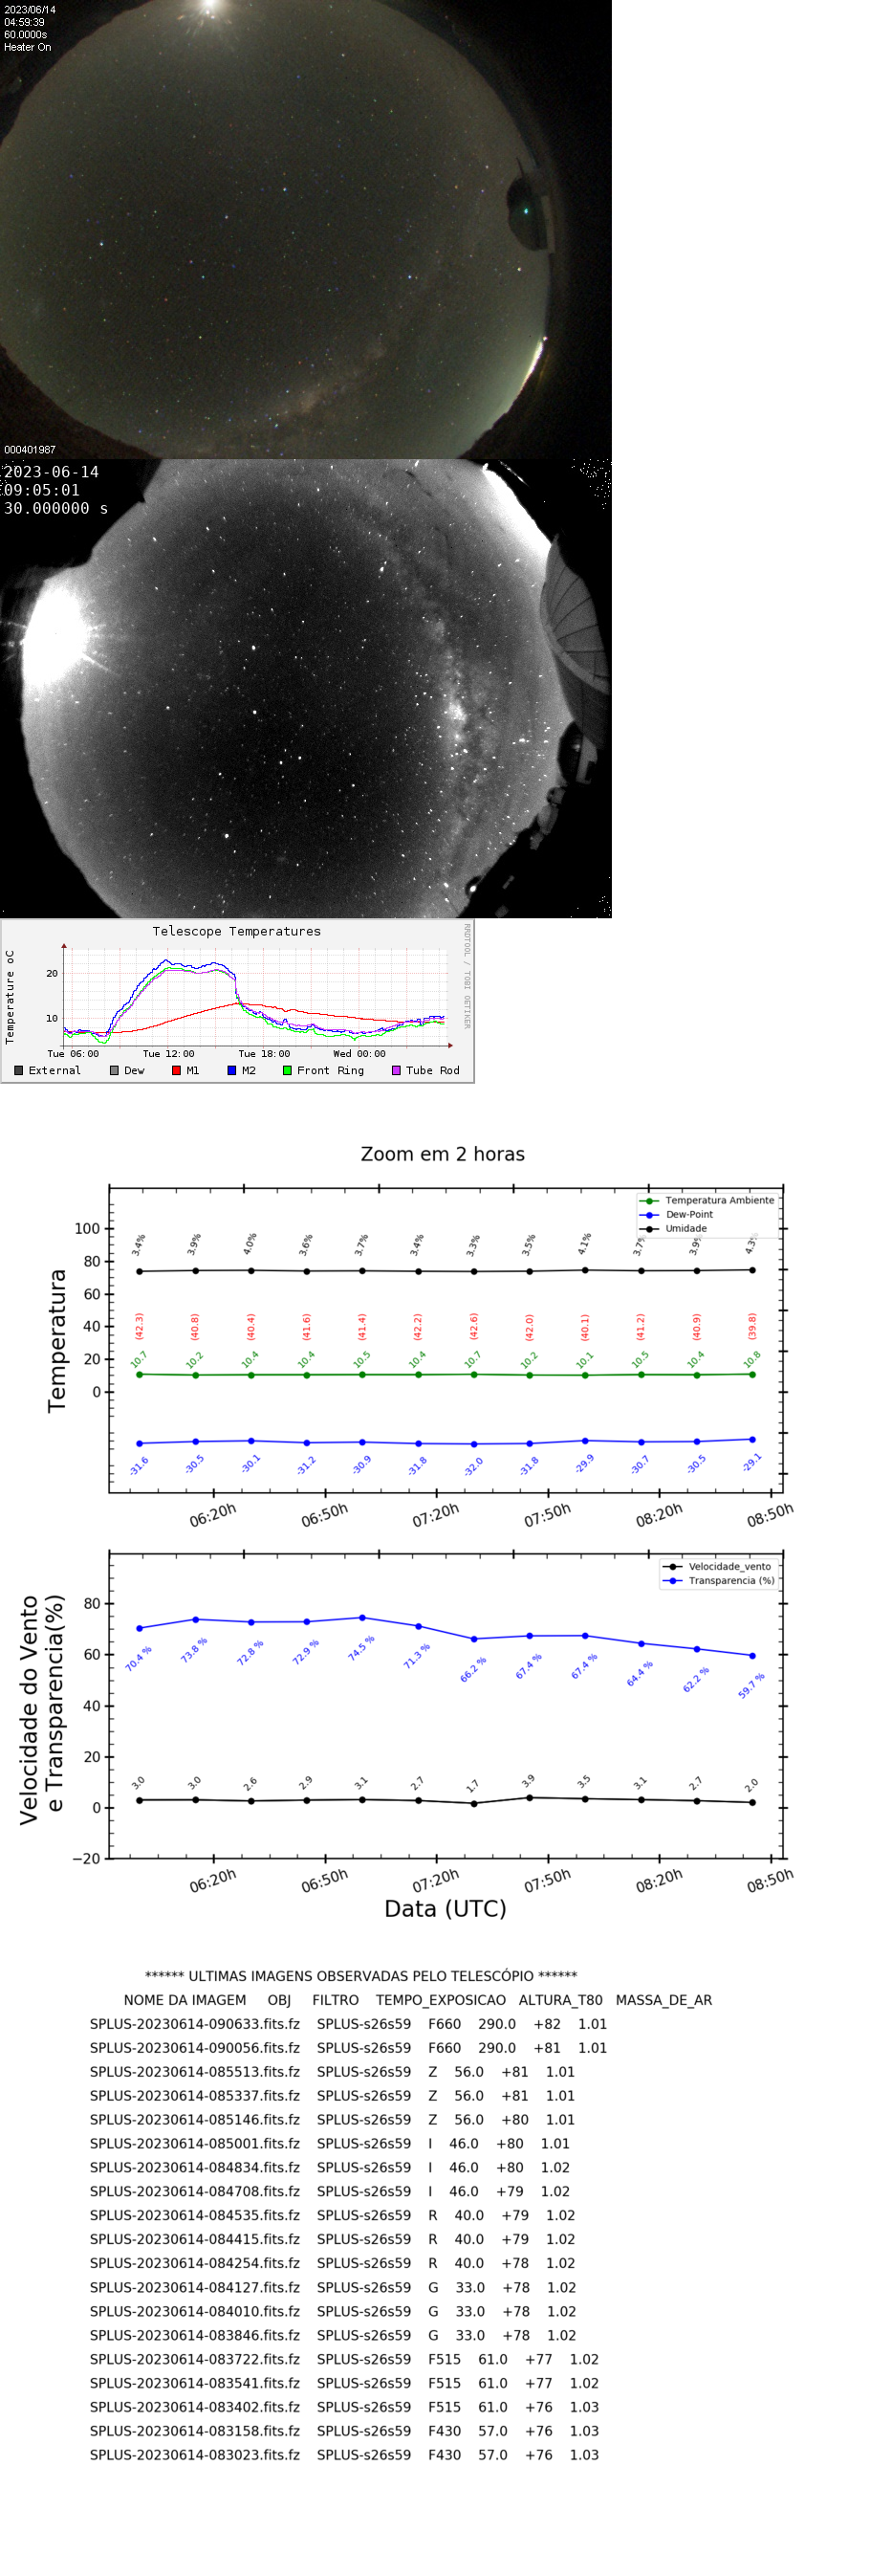 2023/06/14
04:59:39
60.0000s
Heater On
000401987
2023-06-14
09:05:01
30.000000 s
Telescope Temperatures
RRDTOOL / TOBI OETIKER
Temperature oC
20
10
Tue 06:00 Tue 12:00 Tue 18:00 Wed 00:00
External Dew M1 M2 Front Ring Tube Rod
Zoom em 2 horas
Temperatura Ambiente
Dew-Point
Umidade
Temperatura
100
80
60
40
20
0
3.4% 3.9% 4.0% 3.6% 3.7% 3.4% 3.3% 3.5% 4.1% 3.7% 3.9% 4.3%
(42.3) (40.8) (40.4) (41.6) (41.4) (42.2) (42.6) (42.0) (40.1) (41.2) (40.9) (39.8)
10.7 10.2 10.4 10.4 10.5 10.4 10.7 10.2 10.1 10.5 10.4 10.8
-31.6 -30.5 -30.1 -31.2 -30.9 -31.8 -32.0 -31.8 -29.9 -30.7 -30.5 -29.1
06:20h 06:50h 07:20h 07:50h 08:20h 08:50h
Velocidade_vento
Transparencia (%)
Velocidade do Vento
e Transparencia(%)
80
60
40
20
0
−20
70.4 % 73.8 % 72.8 % 72.9 % 74.5 % 71.3 % 66.2 % 67.4 % 67.4 % 64.4 % 62.2 % 59.7 %
3.0 3.0 2.6 2.9 3.1 2.7 1.7 3.9 3.5 3.1 2.7 2.0
06:20h 06:50h 07:20h 07:50h 08:20h 08:50h
Data (UTC)
****** ULTIMAS IMAGENS OBSERVADAS PELO TELESCÓPIO ******
NOME DA IMAGEM OBJ FILTRO TEMPO_EXPOSICAO ALTURA_T80 MASSA_DE_AR
SPLUS-20230614-090633.fits.fz SPLUS-s26s59 F660 290.0 +82 1.01
SPLUS-20230614-090056.fits.fz SPLUS-s26s59 F660 290.0 +81 1.01
SPLUS-20230614-085513.fits.fz SPLUS-s26s59 Z 56.0 +81 1.01
SPLUS-20230614-085337.fits.fz SPLUS-s26s59 Z 56.0 +81 1.01
SPLUS-20230614-085146.fits.fz SPLUS-s26s59 Z 56.0 +80 1.01
SPLUS-20230614-085001.fits.fz SPLUS-s26s59 I 46.0 +80 1.01
SPLUS-20230614-084834.fits.fz SPLUS-s26s59 I 46.0 +80 1.02
SPLUS-20230614-084708.fits.fz SPLUS-s26s59 I 46.0 +79 1.02
SPLUS-20230614-084535.fits.fz SPLUS-s26s59 R 40.0 +79 1.02
SPLUS-20230614-084415.fits.fz SPLUS-s26s59 R 40.0 +79 1.02
SPLUS-20230614-084254.fits.fz SPLUS-s26s59 R 40.0 +78 1.02
SPLUS-20230614-084127.fits.fz SPLUS-s26s59 G 33.0 +78 1.02
SPLUS-20230614-084010.fits.fz SPLUS-s26s59 G 33.0 +78 1.02
SPLUS-20230614-083846.fits.fz SPLUS-s26s59 G 33.0 +78 1.02
SPLUS-20230614-083722.fits.fz SPLUS-s26s59 F515 61.0 +77 1.02
SPLUS-20230614-083541.fits.fz SPLUS-s26s59 F515 61.0 +77 1.02
SPLUS-20230614-083402.fits.fz SPLUS-s26s59 F515 61.0 +76 1.03
SPLUS-20230614-083158.fits.fz SPLUS-s26s59 F430 57.0 +76 1.03
SPLUS-20230614-083023.fits.fz SPLUS-s26s59 F430 57.0 +76 1.03